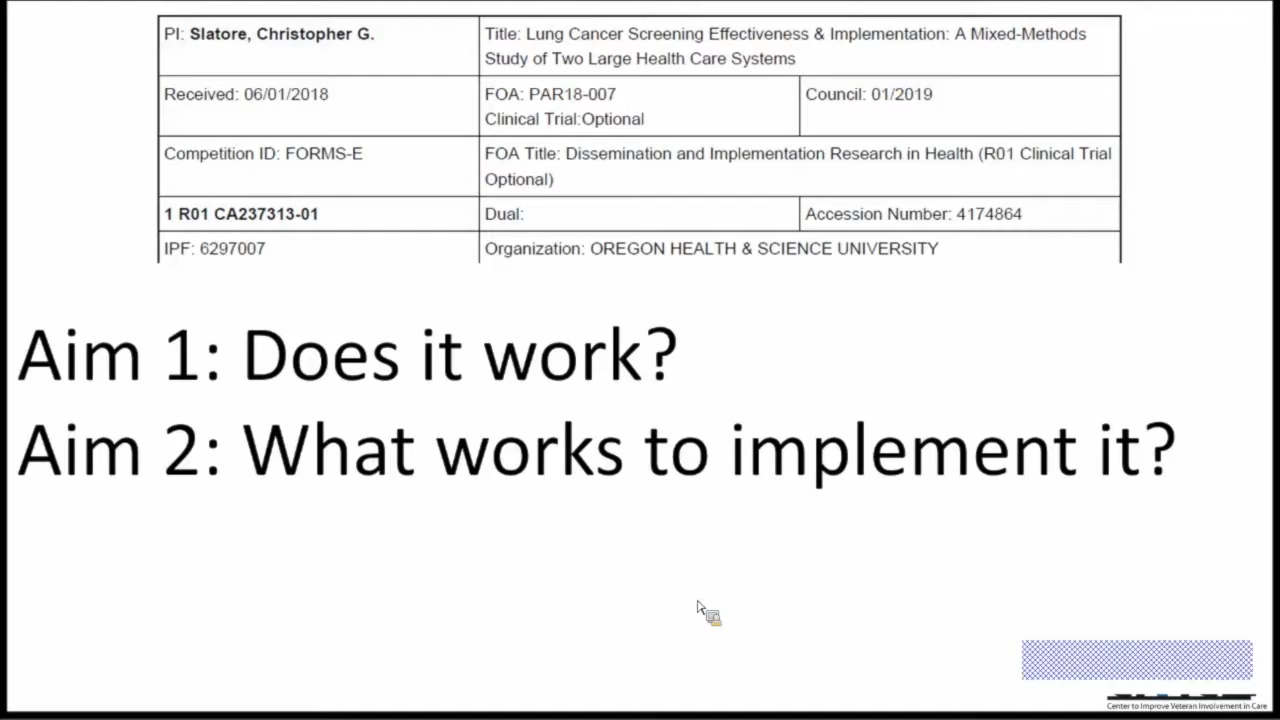 PI: Slatore, Christopher G.
Title: Lung Cancer Screening Effectiveness & Implementation: A Mixed-Methods
Study of Two Large Health Care Systems
Received: 06/01/2018
FOA: PAR18-007
Clinical Trial:Optional
Council: 01/2019
Competition ID: FORMS-E
FOA Title: Dissemination and Implementation Research in Health (R01 Clinical Trial
Optional)
1 R01 CA237313-01
Dual:
Accession Number: 4174864
IPF: 6297007
Organization: OREGON HEALTH & SCIENCE UNIVERSITY
Aim 1: Does it work?
Aim 2: What works to implement it?
Center to Improve Veteran Involvement in Care